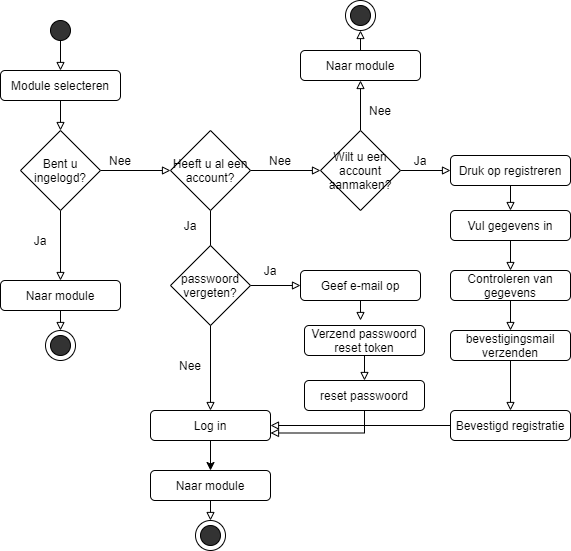 Naar module
Module selecteren
Nee
Bent u
ingelogd?
Nee
Heeft u al een
account?
Nee
Wilt u een
account
aanmaken?
Ja
Druk op registreren
Ja
Ja
Vul gegevens in
Naar module
passwoord
vergeten?
Ja
Geef e-mail op
Controleren van
gegevens
Verzend passwoord
reset token
bevestigingsmail
verzenden
Nee
reset passwoord
Log in
Bevestigd registratie
Naar module